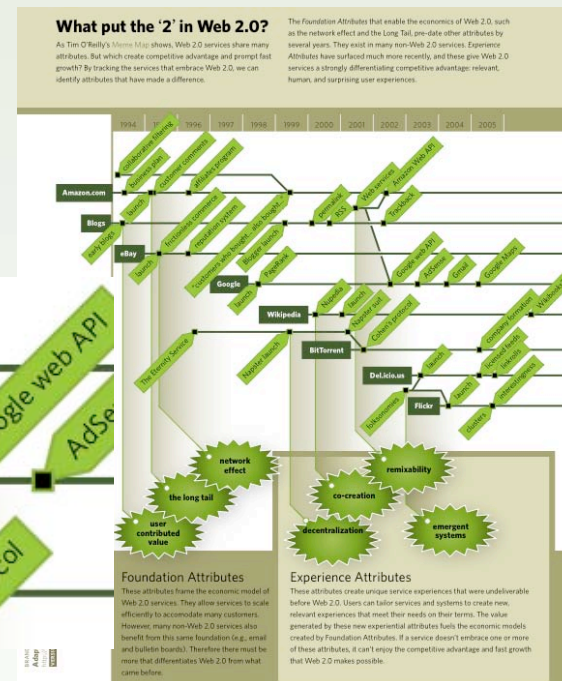 What put the ‘2’ in Web 2.0?
As Tim O’Reilly’s Meme Map shows, Web 2.0 services share many
attributes. But which create competitive advantage and prompt fast
growth? By tracking the services that embrace Web 2.0, we can
identify attributes that have made a difference.
The Foundation Attributes that enable the economics of Web 2.0, such
as the network effect and the Long Tail, pre-date other attributes by
several years. They exist in many non-Web 2.0 services. Experience
Attributes have surfaced much more recently, and these give Web 2.0
services a strongly differentiating competitive advantage: relevant,
human, and surprising user experiences.
1994 1996 1997 1998 1999 2000 2001 2002 2003 2004 2005
collaborative filtering
business plan
customer comments
affiliates program
Web services
Amazon Web API
Amazon.com
launch
frictionless commerce
reputation system
"customers who bought... also bought..."
Blogger launch
permalink
RSS
Trackback
Blogs
early blogs
eBay
launch
PageRank
Google web API
AdSense
Gmail
Google Maps
Google
launch
Nupedia
launch
Napster trial
Cohen's protocol
company formation
Wikibooks
Wikipedia
The Eternity Service
Napster launch
BitTorrent
launch
licensed feeds
linkrolls
Del.icio.us
folksonomies
launch
interestingness
Flickr
clusters
ogle web API
AdSe
col
network
effect
remixability
the long tail
co-creation
user
contributed
value
decentralization
emergent
systems
Foundation Attributes
These attributes frame the economic model of
Web 2.0 services. They allow services to scale
efficiently to accomodate many customers.
However, many non-Web 2.0 services also
benefit from this same foundation (e.g., email
and bulletin boards). Therefore there must be
more that differentiates Web 2.0 from what
came before.
Experience Attributes
These attributes create unique service experiences that were undeliverable
before Web 2.0. Users can tailor services and systems to create new,
relevant experiences that meet their needs on their terms. The value
generated by these new experiential attributes fuels the economic models
created by Foundation Attributes. If a service doesn’t embrace one or more
of these attributes, it can’t enjoy the competitive advantage and fast growth
that Web 2.0 makes possible.